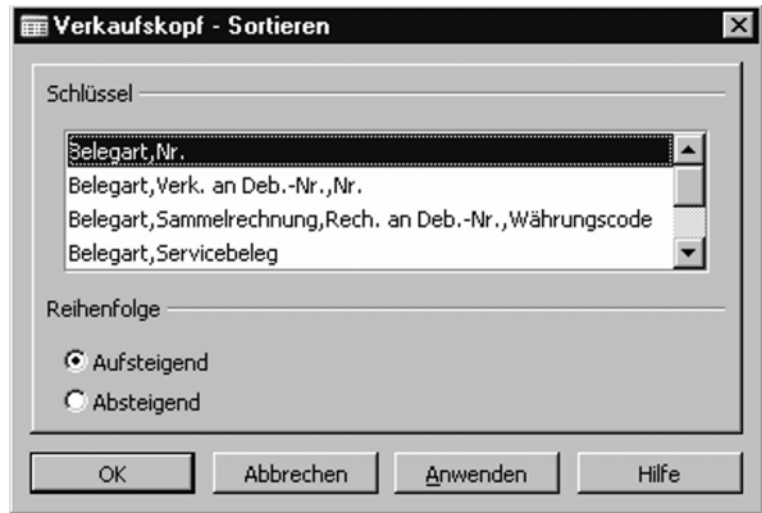 Verkaufskopf - Sortieren
Schlüssel
Belegart,Nr.
Belegart,Verk. an Deb.-Nr.,Nr.
Belegart,Sammelrechnung,Rech. an Deb.-Nr.,Währungscode
Belegart,Servicebeleg
Reihenfolge
Aufsteigend
Absteigend
OK Abbrechen Anwenden Hilfe